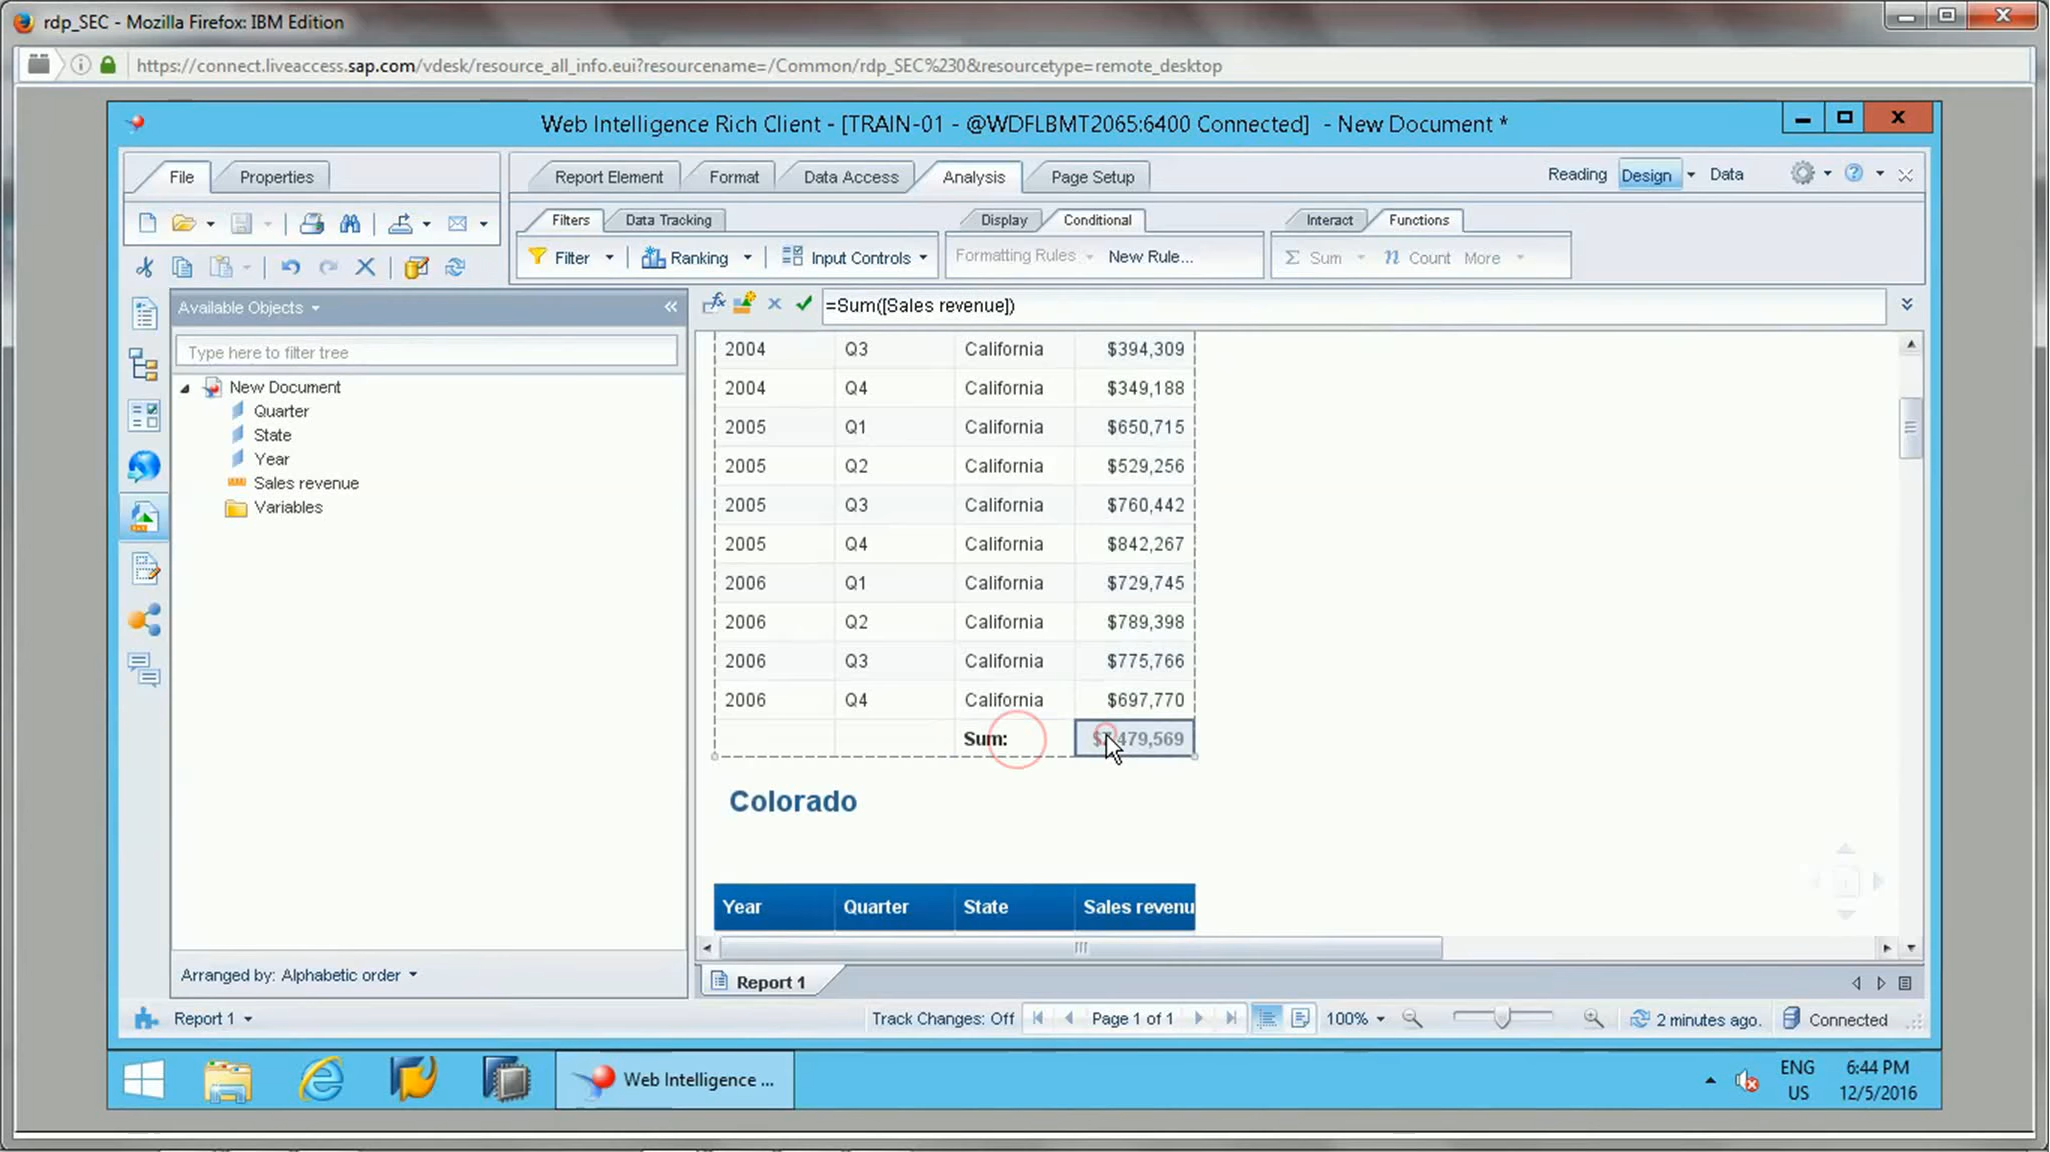 rdp_SEC - Mozilla Firefox: IBM Edition
https://connect.liveaccess.sap.com/vdesk/resource_all_info.eui?resourcename=/Common/rdp_SEC%230&resourcetype=remote_desktop
Web Intelligence Rich Client - [TRAIN-01 - @WDFLBMT2065:6400 Connected] - New Document *
File Properties Report Element Format Data Access Analysis Page Setup Reading Design Data
Filters Data Tracking Display Conditional Interact Functions
Filter Ranking Input Controls Formatting Rules New Rule... Σ Sum Count More
Available Objects
=Sum([Sales revenue])
Type here to filter tree
New Document
Quarter
State
Year
Sales revenue
Variables
Arranged by: Alphabetic order
2004 Q3 California $394,309
2004 Q4 California $349,188
2005 Q1 California $650,715
2005 Q2 California $529,256
2005 Q3 California $760,442
2005 Q4 California $842,267
2006 Q1 California $729,745
2006 Q2 California $789,398
2006 Q3 California $775,766
2006 Q4 California $697,770
Sum:
Colorado
Year Quarter State Sales revenu
Report 1
Report 1 Track Changes: Off Page 1 of 1 100% 2 minutes ago. Connected
Web Intelligence ...
ENG 6:44 PM
US 12/5/2016